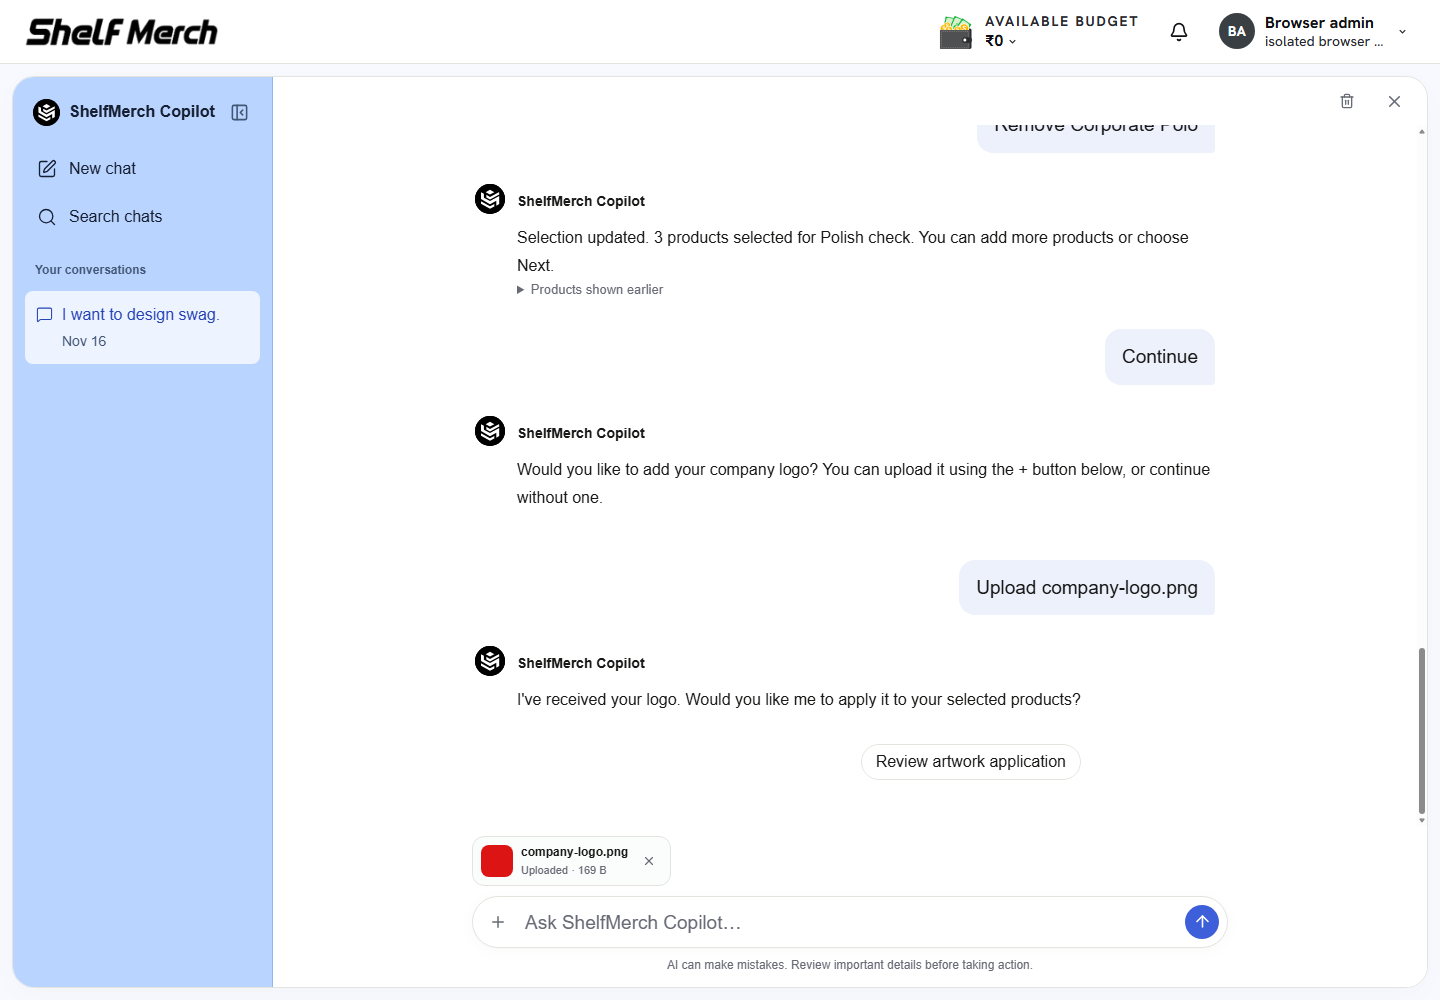 Shelf Merch
AVAILABLE BUDGET
₹0
BA
Browser admin
isolated browser ...
ShelfMerch Copilot
New chat
Search chats
Your conversations
I want to design swag.
Nov 16
Remove Corporate Polo
ShelfMerch Copilot
Selection updated. 3 products selected for Polish check. You can add more products or choose
Next.
Products shown earlier
Continue
ShelfMerch Copilot
Would you like to add your company logo? You can upload it using the + button below, or continue
without one.
Upload company-logo.png
ShelfMerch Copilot
I've received your logo. Would you like me to apply it to your selected products?
Review artwork application
company-logo.png
Uploaded · 169 B
Ask ShelfMerch Copilot…
AI can make mistakes. Review important details before taking action.